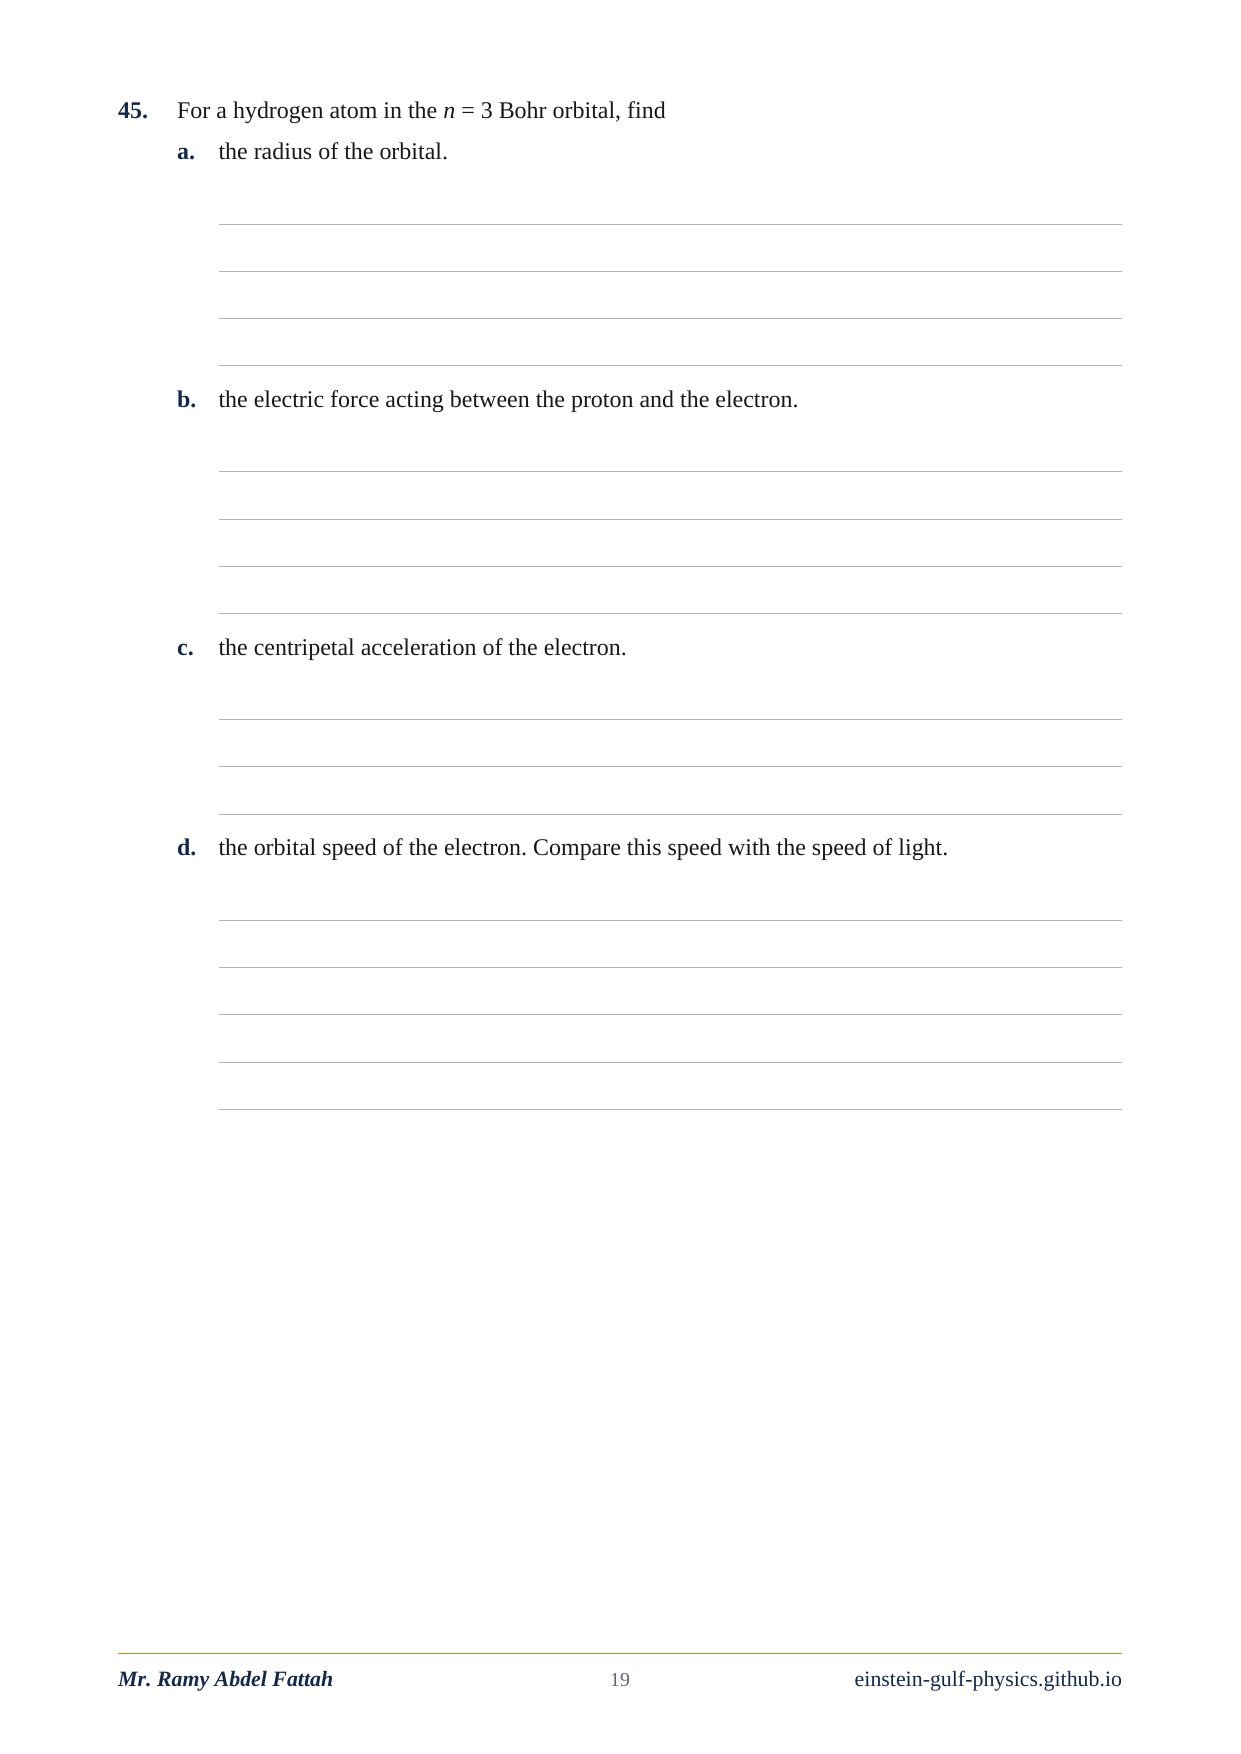 45. For a hydrogen atom in the n = 3 Bohr orbital, find
a. the radius of the orbital.
b. the electric force acting between the proton and the electron.
c. the centripetal acceleration of the electron.
d. the orbital speed of the electron. Compare this speed with the speed of light.
Mr. Ramy Abdel Fattah 19 einstein-gulf-physics.github.io